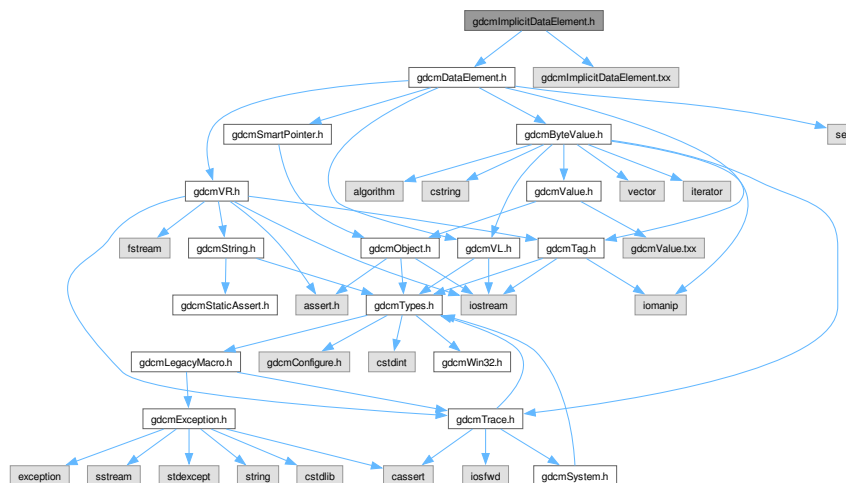 gdcmImplicitDataElement.h
gdcmDataElement.h
gdcmImplicitDataElement.txx
gdcmSmartPointer.h
gdcmByteValue.h
se
gdcmVR.h
algorithm
cstring
gdcmValue.h
vector
iterator
fstream
gdcmString.h
gdcmObject.h
gdcmVL.h
gdcmTag.h
gdcmValue.txx
gdcmStaticAssert.h
assert.h
gdcmTypes.h
iostream
iomanip
gdcmLegacyMacro.h
gdcmConfigure.h
cstdint
gdcmWin32.h
gdcmException.h
gdcmTrace.h
exception
sstream
stdexcept
string
cstdlib
cassert
iosfwd
gdcmSystem.h